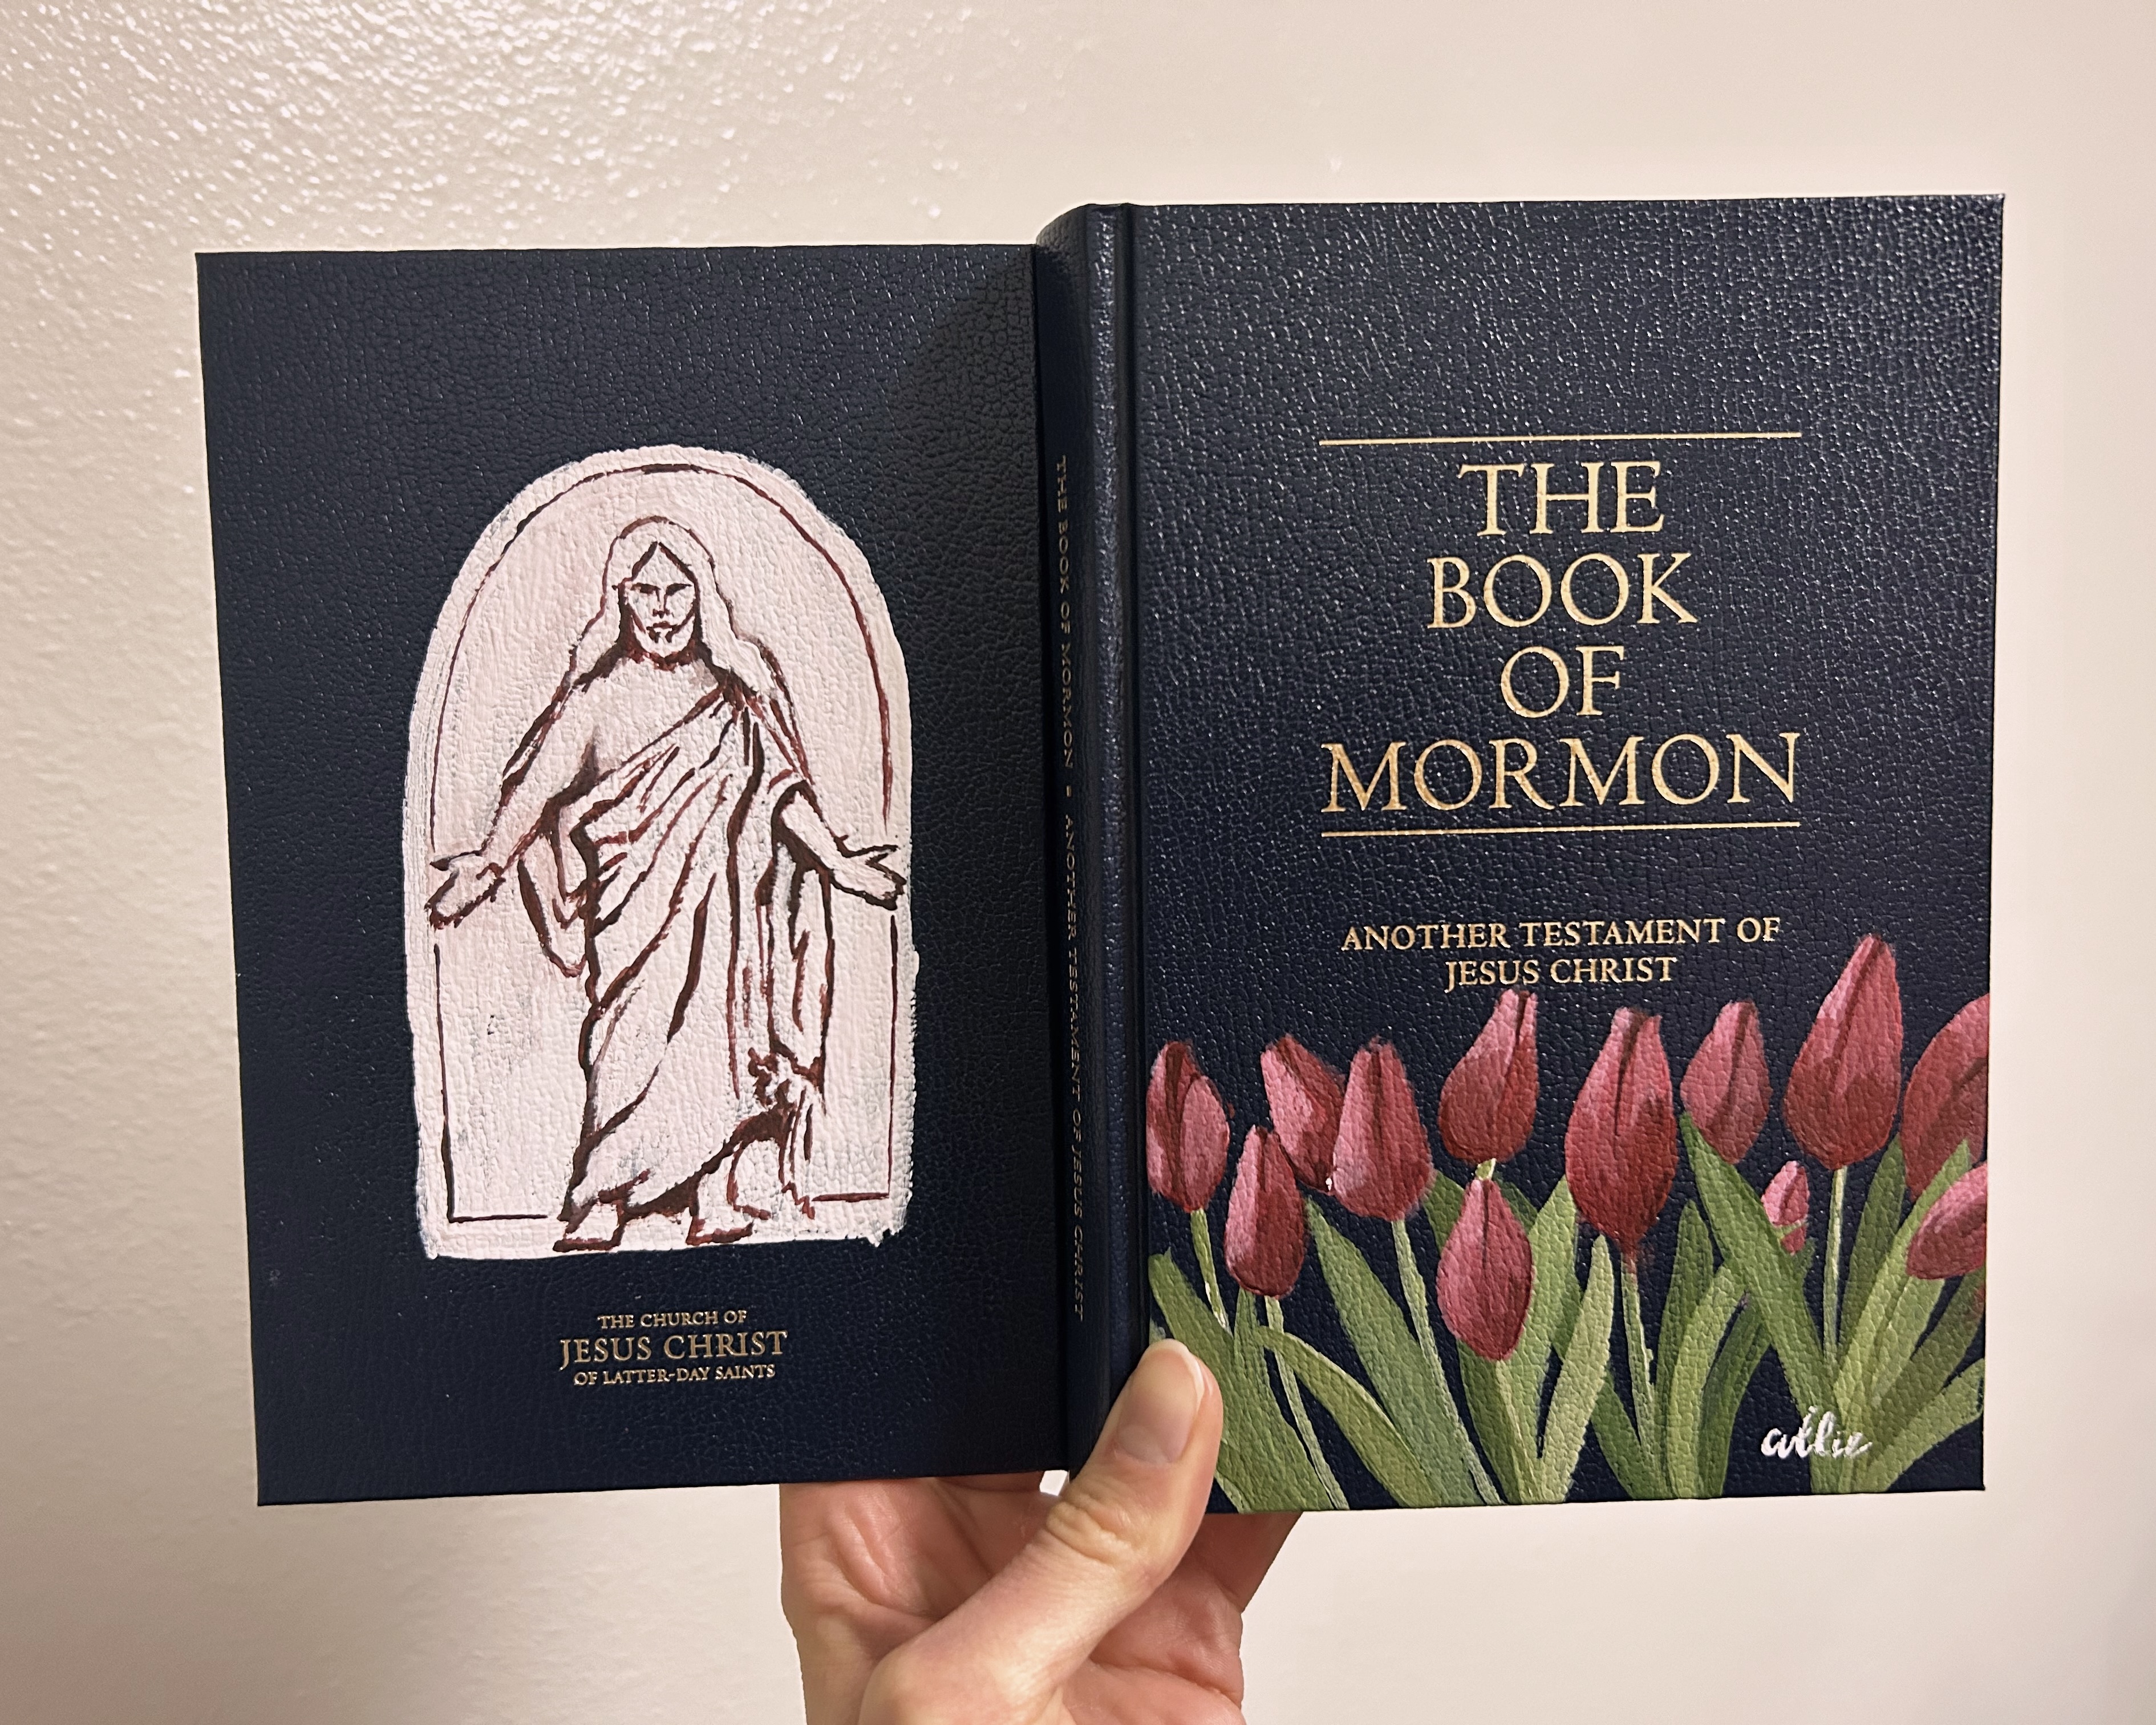 THE CHURCH OF
JESUS CHRIST
OF LATTER-DAY SAINTS
THE BOOK OF MORMON ■ ANOTHER TESTAMENT OF JESUS CHRIST
THE
BOOK
OF
MORMON
ANOTHER TESTAMENT OF
JESUS CHRIST
allie